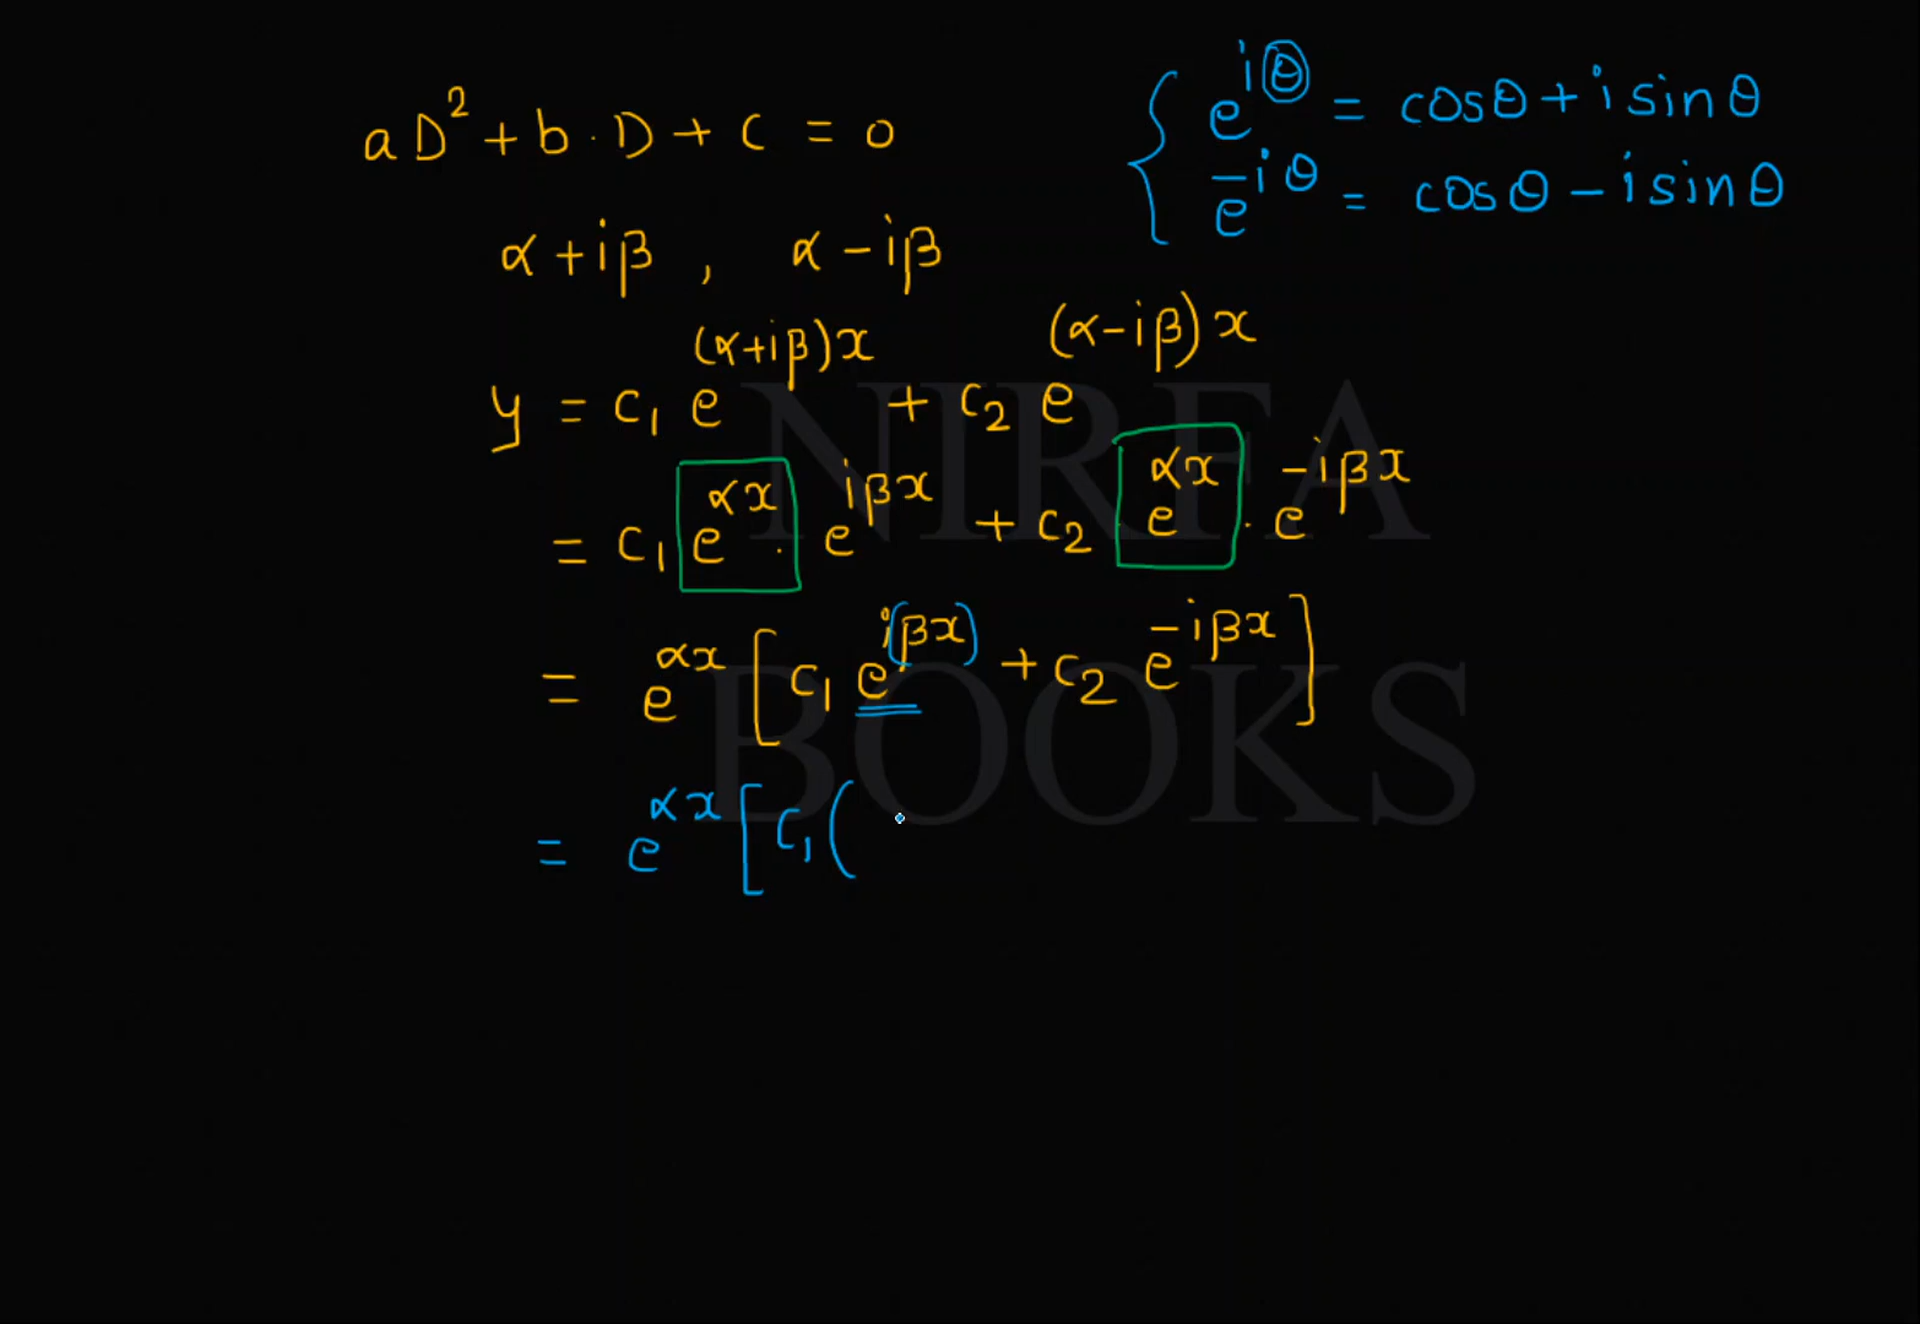 aD² + b·D + c = 0
e^{iθ} = cosθ + i sinθ
e^{-iθ} = cosθ - i sinθ
α + iβ , α - iβ
y = c₁ e^{(α+iβ)x} + c₂ e^{(α-iβ)x}
= c₁ e^{αx} · e^{iβx} + c₂ e^{αx} · e^{-iβx}
= e^{αx} [ c₁ e^{i(βx)} + c₂ e^{-iβx} ]
= e^{αx} [ c₁ (
NIRFA
BOOKS